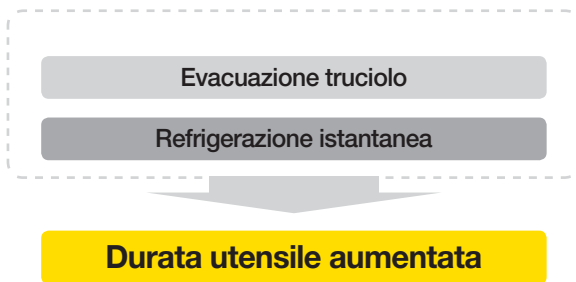 Evacuazione truciolo
Refrigerazione istantanea
Durata utensile aumentata